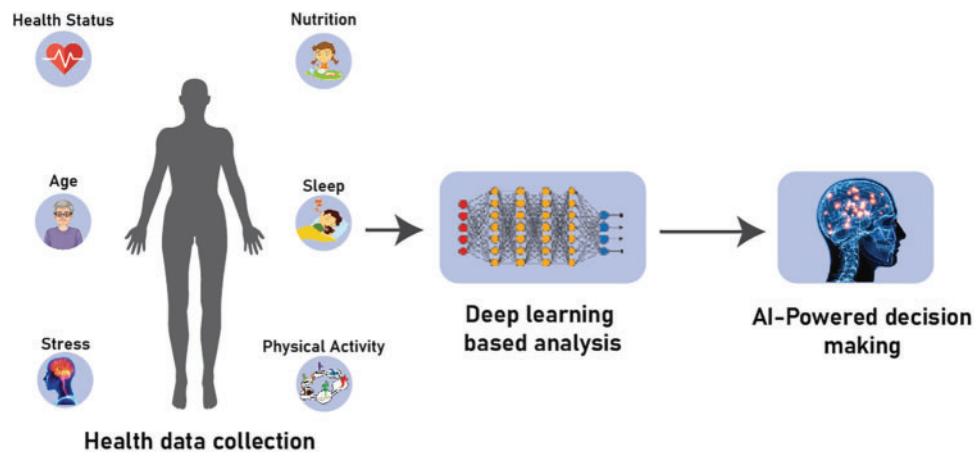 Health Status
Nutrition
Age
Sleep
Stress
Physical Activity
Health data collection
Deep learning
based analysis
AI-Powered decision
making